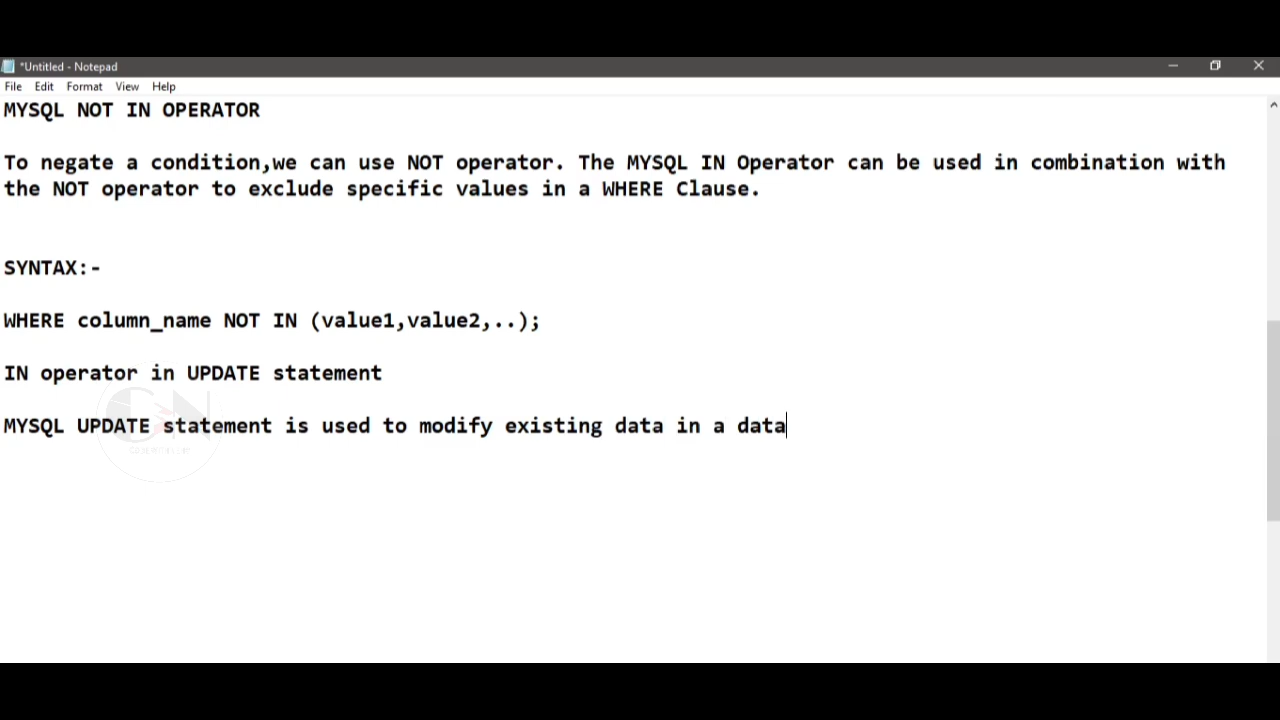 *Untitled - Notepad
File Edit Format View Help
MYSQL NOT IN OPERATOR
To negate a condition,we can use NOT operator. The MYSQL IN Operator can be used in combination with
the NOT operator to exclude specific values in a WHERE Clause.
SYNTAX:-
WHERE column_name NOT IN (value1,value2,..);
IN operator in UPDATE statement
MYSQL UPDATE statement is used to modify existing data in a data